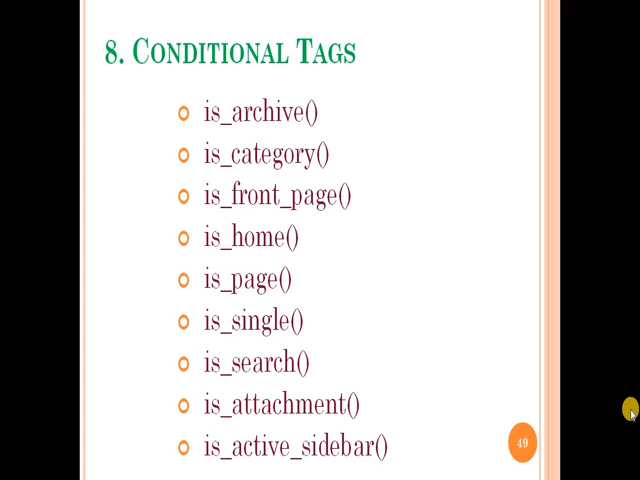 8. Conditional Tags
is_archive()
is_category()
is_front_page()
is_home()
is_page()
is_single()
is_search()
is_attachment()
is_active_sidebar()
49